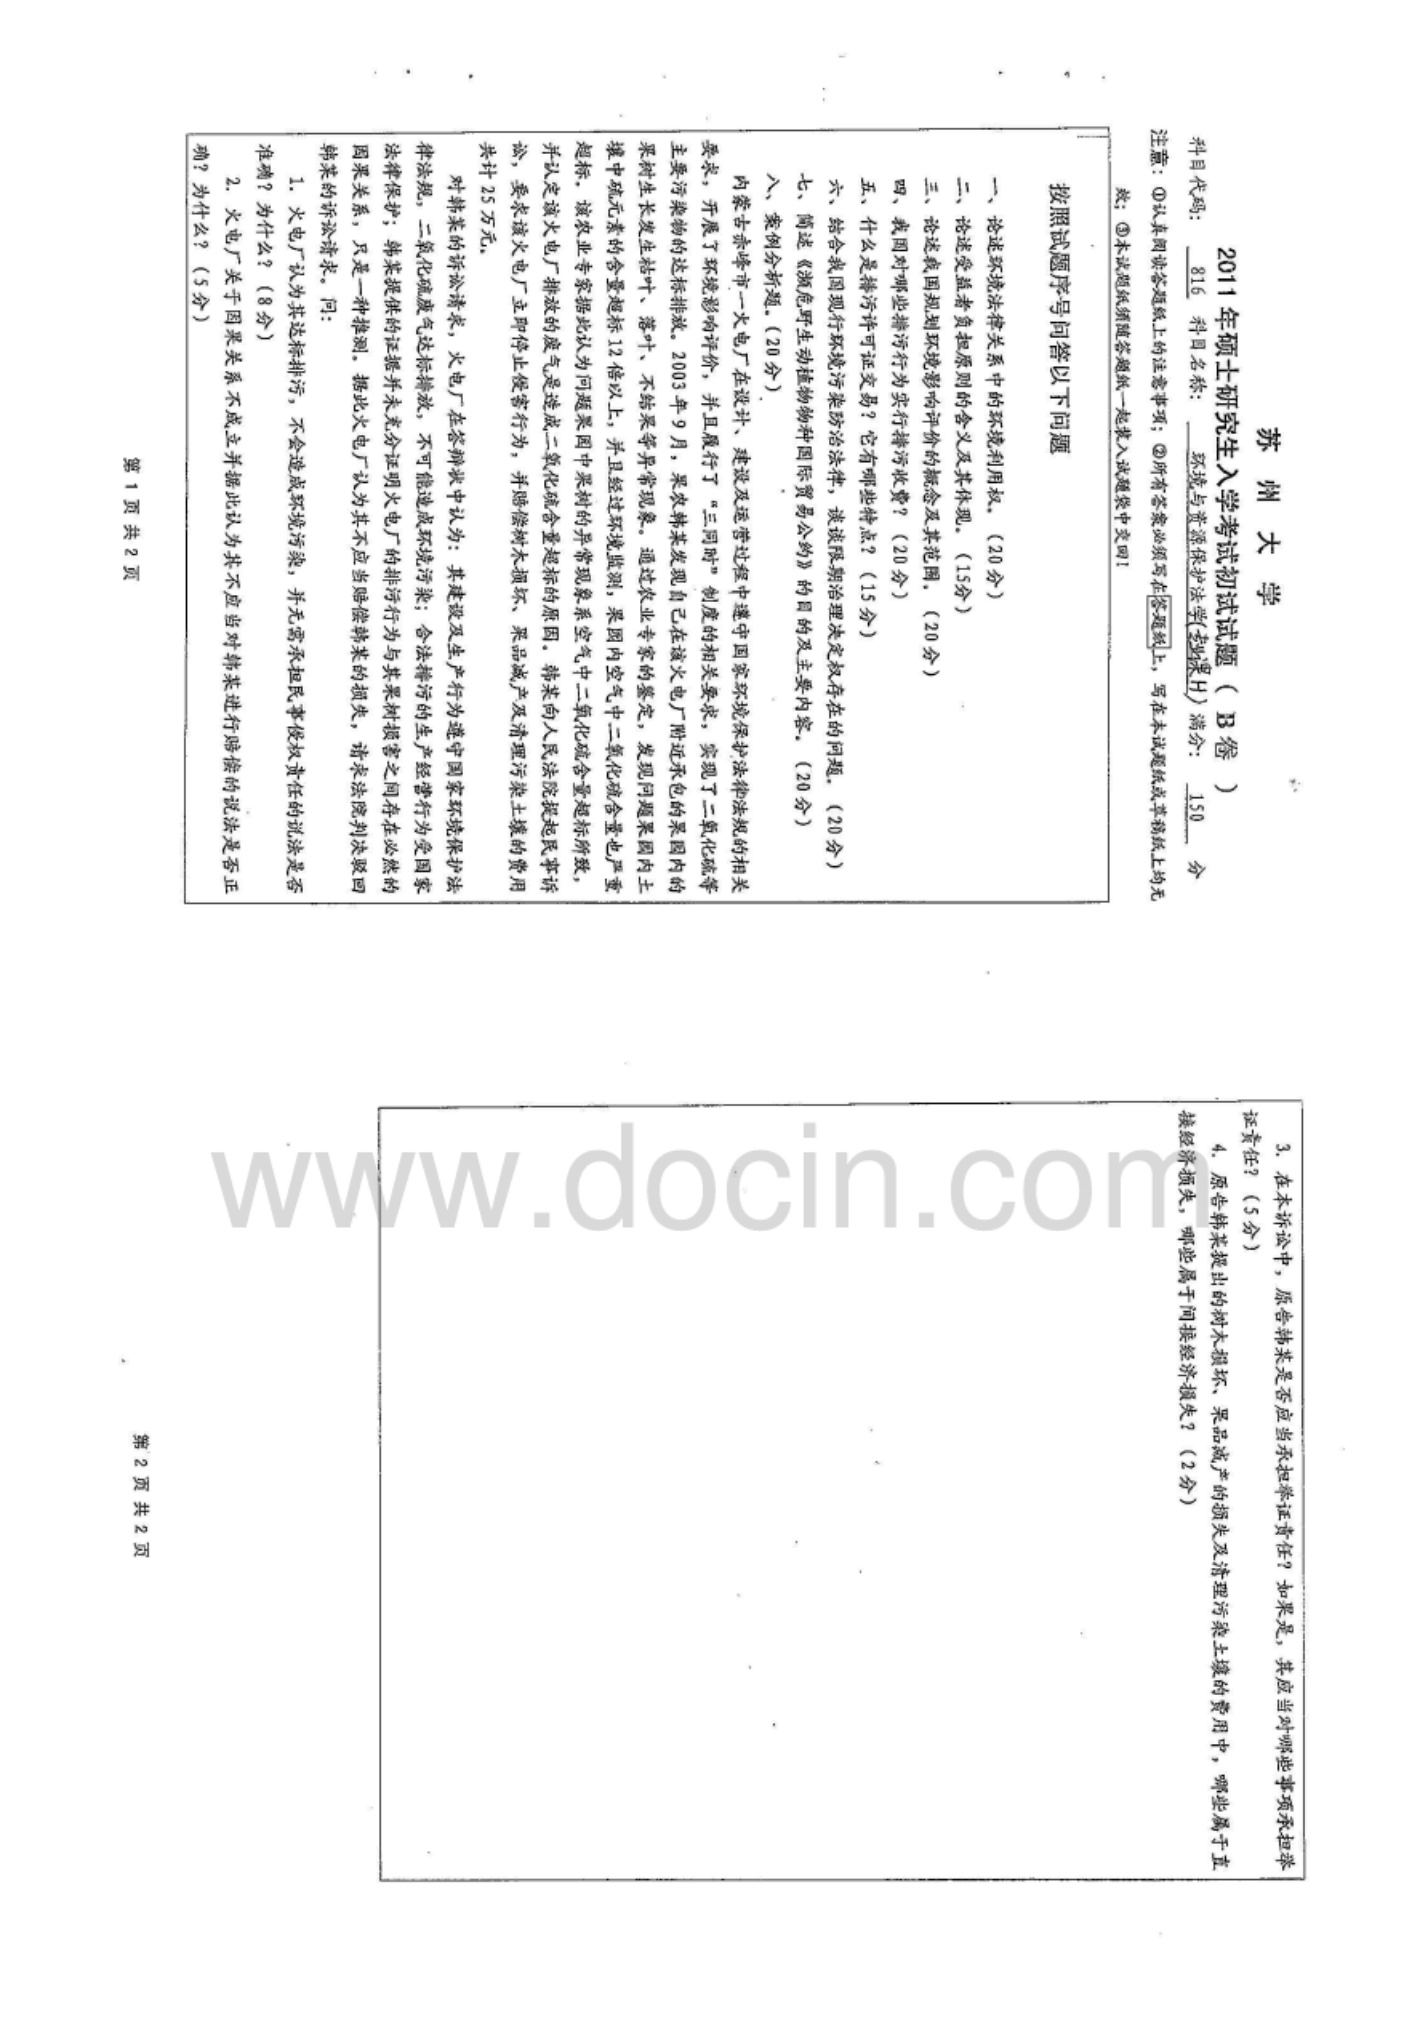 苏州大学
2011年硕士研究生入学考试初试试题(B卷)
科目代码: 816 科目名称: 环境与资源保护法学(专业课H) 满分: 150 分
注意:①认真阅读答题纸上的注意事项;②所有答案必须写在答题纸上,写在本试题纸或草稿纸上均无
效;③本试题纸须随答题纸一起装入试题袋中交回!
按照试题序号问答以下问题
一、论述环境法律关系中的环境利用权。(20分)
二、论述受益者负担原则的含义及其体现。(15分)
三、论述我国规划环境影响评价的概念及其范围。(20分)
四、我国对哪些排污行为实行排污收费?(20分)
五、什么是排污许可证交易?它有哪些特点?(15分)
六、结合我国现行环境污染防治法律,谈谈限期治理决定权存在的问题。(20分)
七、简述《濒危野生动植物物种国际贸易公约》的目的及主要内容。(20分)
八、案例分析题。(20分)
内蒙古赤峰市一火电厂在设计、建设及运营过程中遵守国家环境保护法律法规的相关
要求,开展了环境影响评价,并且履行了“三同时”制度的相关要求,实现了二氧化硫等
主要污染物的达标排放。2003年9月,果农韩某发现自己在该火电厂附近承包的果园内的
果树生长发生枯叶、落叶、不结果等异常现象。通过农业专家的鉴定,发现问题果园内土
壤中硫元素的含量超标12倍以上,并且经过环境监测,果园内空气中二氧化硫含量也严重
超标。该农业专家据此认为问题果园中果树的异常现象系空气中二氧化硫含量超标所致,
并认定该火电厂排放的废气是造成二氧化硫含量超标的原因。韩某向人民法院提起民事诉
讼,要求该火电厂立即停止侵害行为,并赔偿树木损坏、果品减产及清理污染土壤的费用
共计25万元。
对韩某的诉讼请求,火电厂在答辩状中认为:其建设及生产行为遵守国家环境保护法
律法规,二氧化硫废气达标排放,不可能造成环境污染;合法排污的生产经营行为受国家
法律保护;韩某提供的证据并未充分证明火电厂的排污行为与其果树损害之间存在必然的
因果关系,只是一种推测。据此火电厂认为其不应当赔偿韩某的损失,请求法院判决驳回
韩某的诉讼请求。问:
1. 火电厂认为其达标排污,不会造成环境污染,并无需承担民事侵权责任的说法是否
准确?为什么?(8分)
2. 火电厂关于因果关系不成立并据此认为其不应当对韩某进行赔偿的说法是否正
确?为什么?(5分)
第1页共2页
3. 在本诉讼中,原告韩某是否应当承担举证责任?如果是,其应当对哪些事项承担举
证责任?(5分)
4. 原告韩某提出的树木损坏、果品减产的损失及清理污染土壤的费用中,哪些属于直
接经济损失,哪些属于间接经济损失?(2分)
第2页共2页
www.docin.com